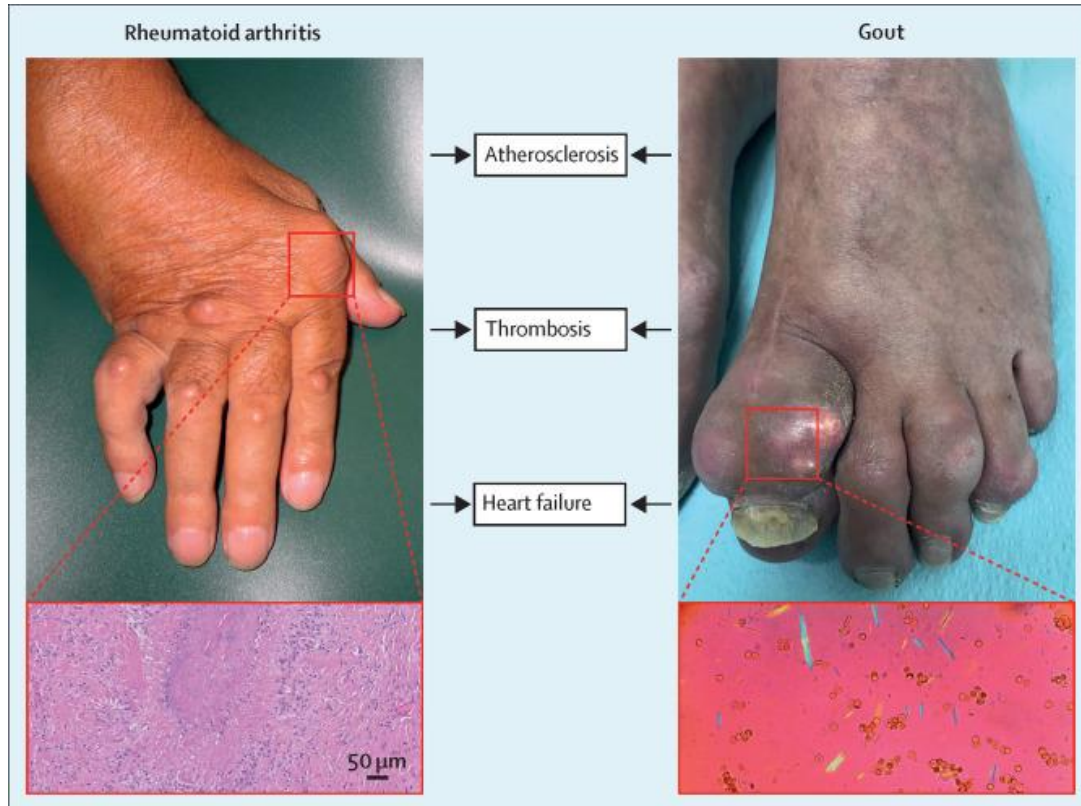 Rheumatoid arthritis
Gout
Atherosclerosis
Thrombosis
Heart failure
50 µm